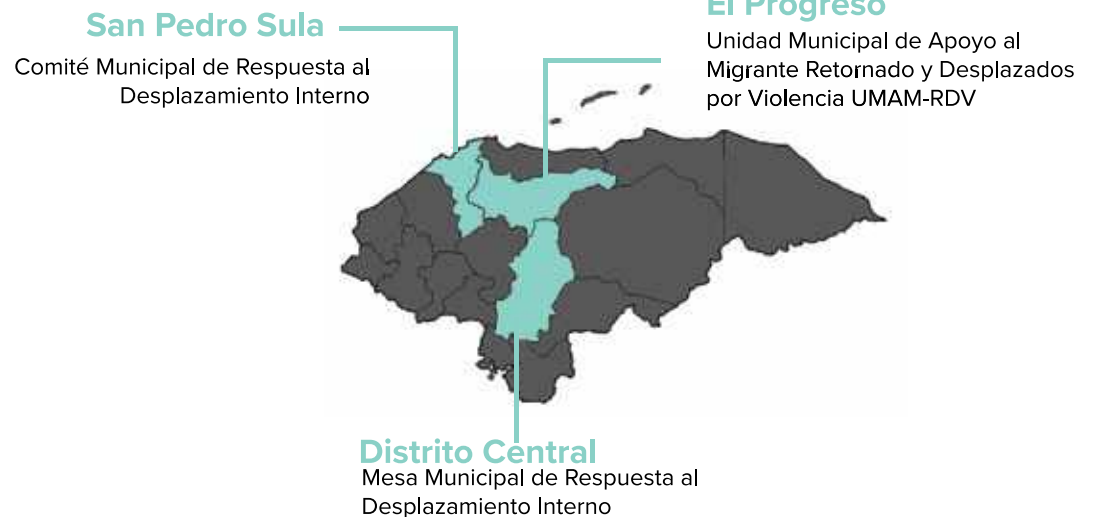 San Pedro Sula
Comité Municipal de Respuesta al
Desplazamiento Interno
El Progreso
Unidad Municipal de Apoyo al
Migrante Retornado y Desplazados
por Violencia UMAM-RDV
Distrito Central
Mesa Municipal de Respuesta al
Desplazamiento Interno